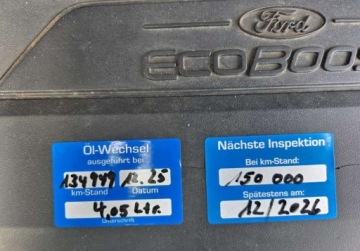 Ford
ECOBOOS
Öl-Wechsel
ausgeführt bei:
134949 12.25
km-Stand Datum
4,05 Ltr.
Unterschrift
Nächste Inspektion
Bei km-Stand:
150 000
Spätestens am:
12/2026